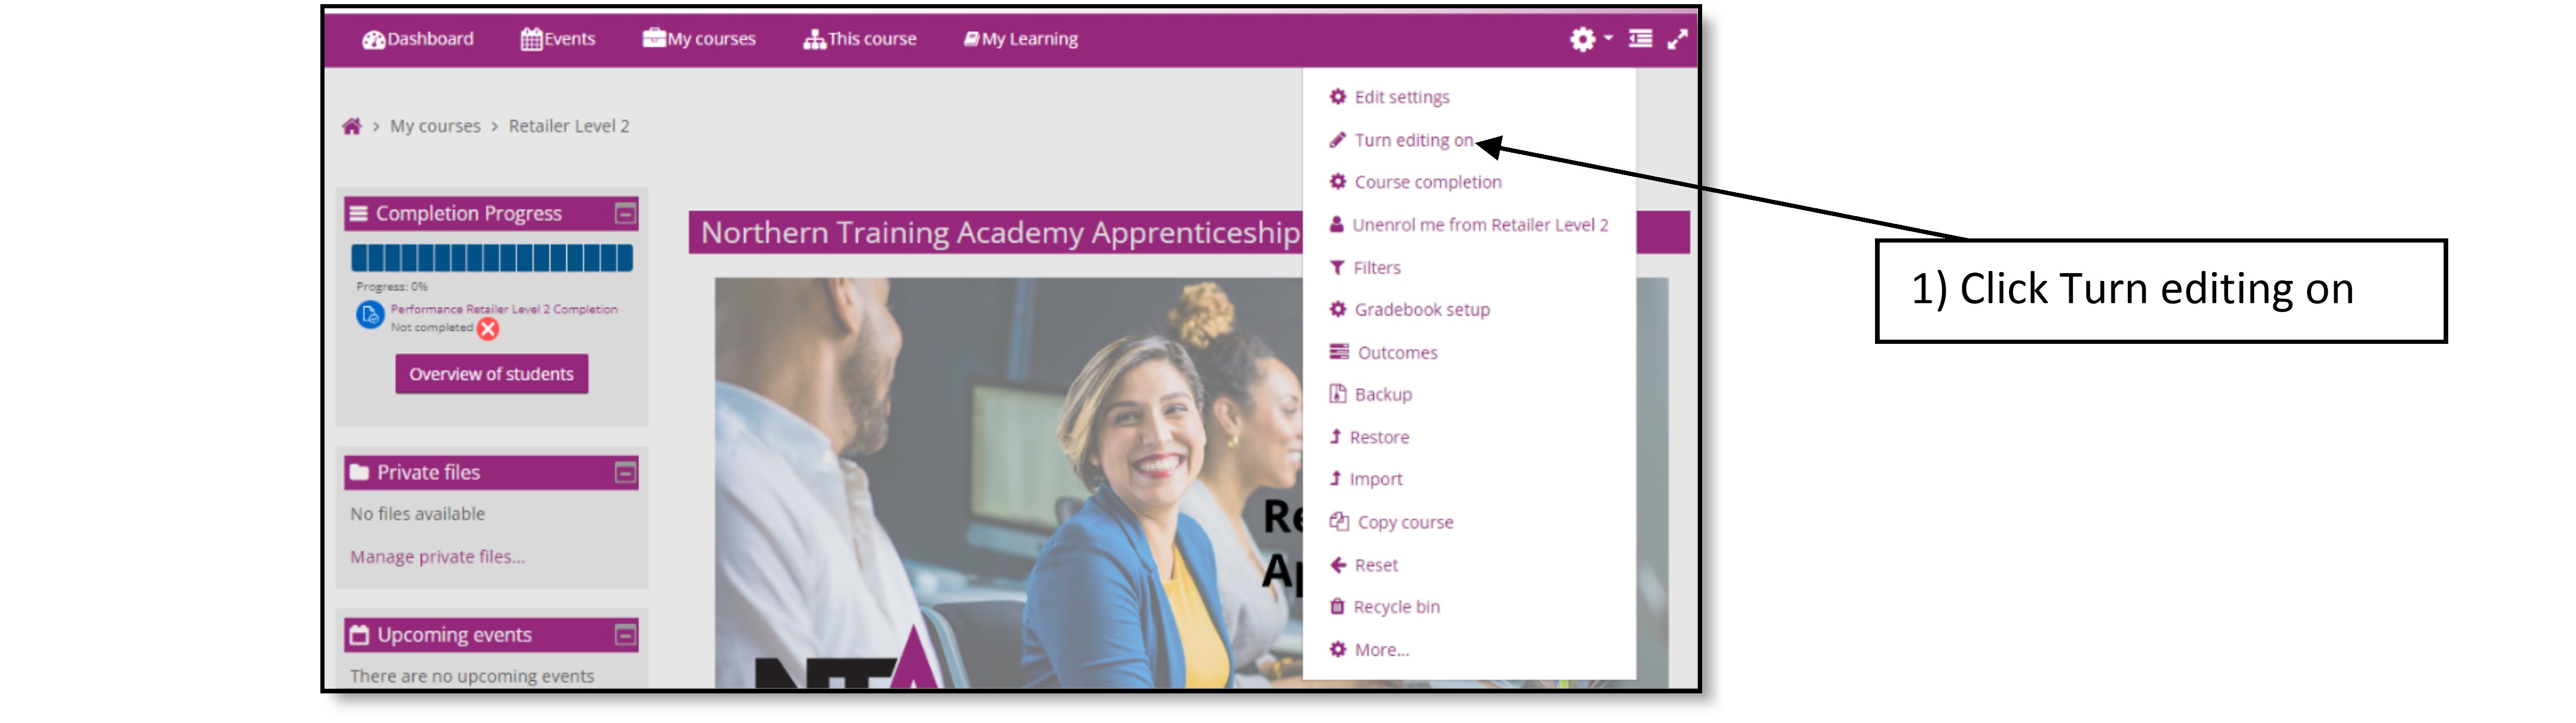 Dashboard
Events
My courses
This course
My Learning
> My courses > Retailer Level 2
Completion Progress
Progress: 0%
Performance Retailer Level 2 Completion
Not completed
Overview of students
Private files
No files available
Manage private files...
Upcoming events
There are no upcoming events
Northern Training Academy Apprenticeship
NTA
Edit settings
Turn editing on
Course completion
Unenrol me from Retailer Level 2
Filters
Gradebook setup
Outcomes
Backup
Restore
Import
Copy course
Reset
Recycle bin
More...
1) Click Turn editing on